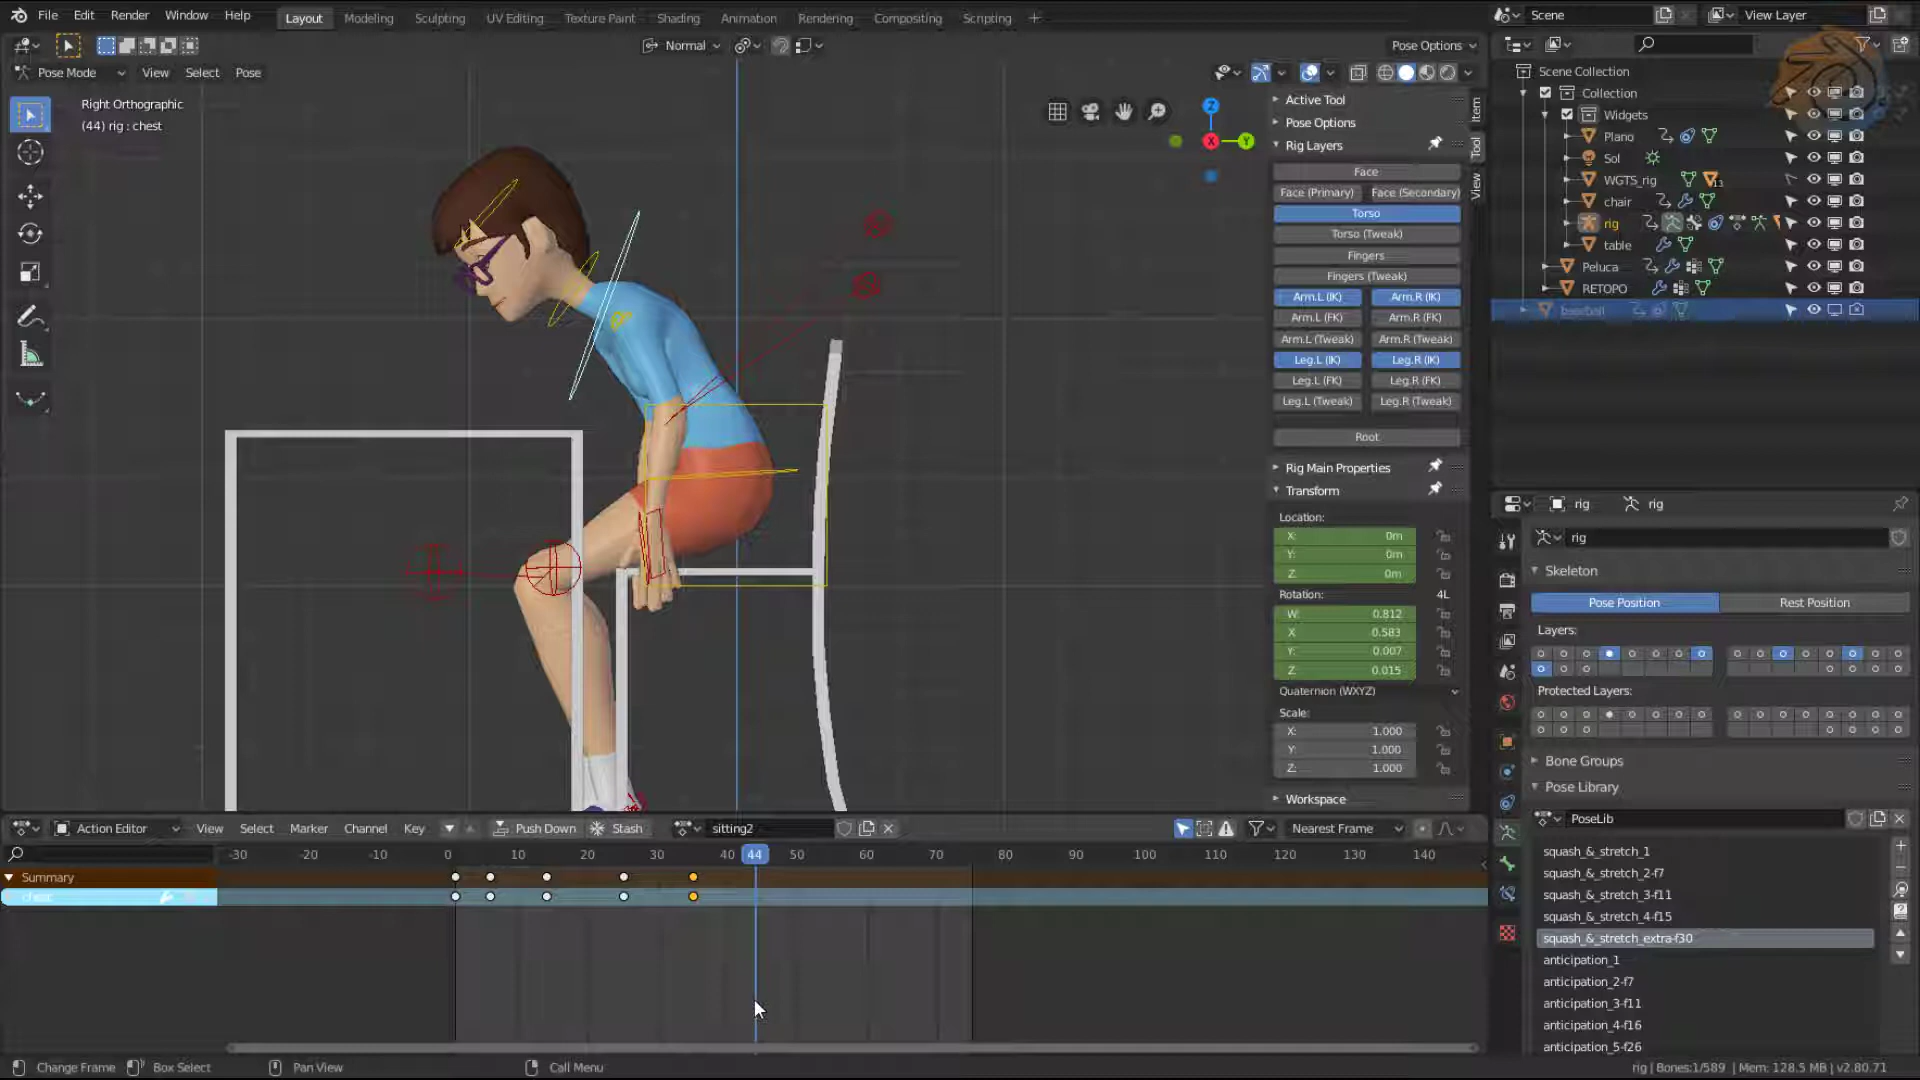 File Edit Render Window Help Layout Modeling Sculpting UV Editing Texture Paint Shading Animation Rendering Compositing Scripting + Scene View Layer
Normal Pose Options
Pose Mode View Select Pose
Right Orthographic
(44) rig : chest
Z
X
Y
Active Tool
Pose Options
Rig Layers
Face
Face (Primary) Face (Secondary)
Torso
Torso (Tweak)
Fingers
Fingers (Tweak)
Arm.L (IK) Arm.R (IK)
Arm.L (FK) Arm.R (FK)
Arm.L (Tweak) Arm.R (Tweak)
Leg.L (IK) Leg.R (IK)
Leg.L (FK) Leg.R (FK)
Leg.L (Tweak) Leg.R (Tweak)
Root
Rig Main Properties
Transform
Location:
X: 0m
Y: 0m
Z: 0m
Rotation: 4L
W: 0.812
X 0.583
Y: 0.007
Z: 0.015
Quaternion (WXYZ)
Scale:
X: 1.000
Y: 1.000
Z: 1.000
Workspace
Item
Tool
View
Scene Collection
Collection
Widgets
Plano
Sol
WGTS_rig 13
chair
rig
table
Peluca
RETOPO
baseball
rig rig
rig
Skeleton
Pose Position Rest Position
Layers:
Protected Layers:
Bone Groups
Pose Library
PoseLib
squash_&_stretch_1
squash_&_stretch_2-f7
squash_&_stretch_3-f11
squash_&_stretch_4-f15
squash_&_stretch_extra-f30
anticipation_1
anticipation_2-f7
anticipation_3-f11
anticipation_4-f16
anticipation_5-f26
Action Editor View Select Marker Channel Key Push Down Stash sitting2 Nearest Frame
-30 -20 -10 0 10 20 30 40 44 50 60 70 80 90 100 110 120 130 140
Summary
chest
Change Frame Box Select Pan View Call Menu rig | Bones:1/589 | Mem: 128.5 MB | v2.80.71